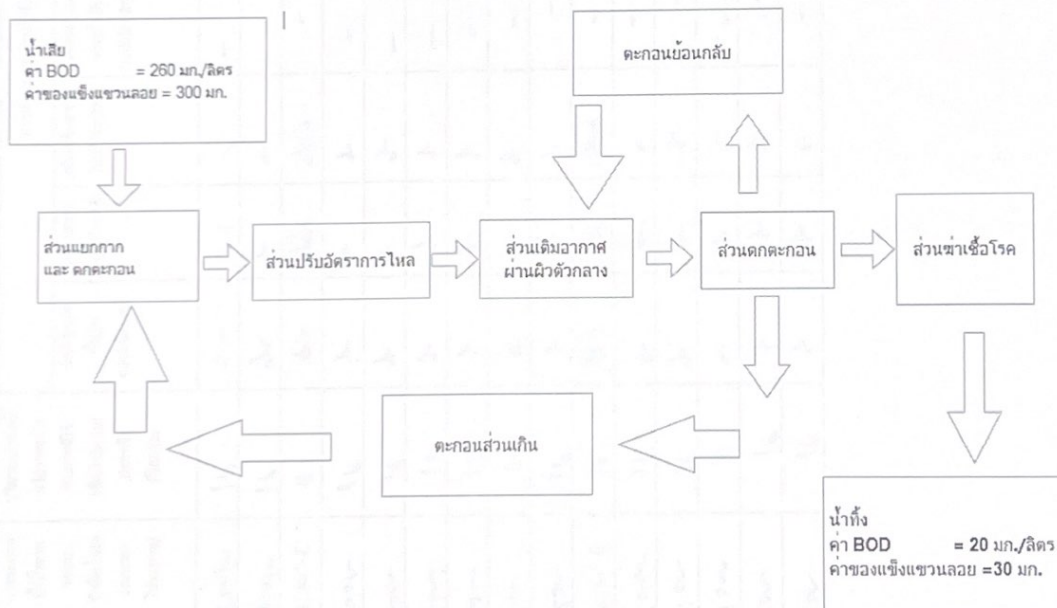 น้ำเสีย
ค่า BOD = 260 มก./ลิตร
ค่าของแข็งแขวนลอย = 300 มก.
ตะกอนย้อนกลับ
ส่วนแยกกาก
และ ตกตะกอน
ส่วนปรับอัตราการไหล
ส่วนเติมอากาศ
ผ่านผิวตัวกลาง
ส่วนตกตะกอน
ส่วนฆ่าเชื้อโรค
ตะกอนส่วนเกิน
น้ำทิ้ง
ค่า BOD = 20 มก./ลิตร
ค่าของแข็งแขวนลอย =30 มก.